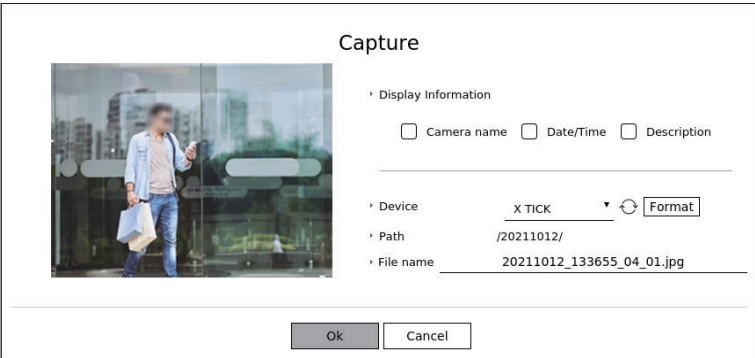 Capture
Display Information
Camera name Date/Time Description
Device X TICK Format
Path /20211012/
File name 20211012_133655_04_01.jpg
Ok Cancel